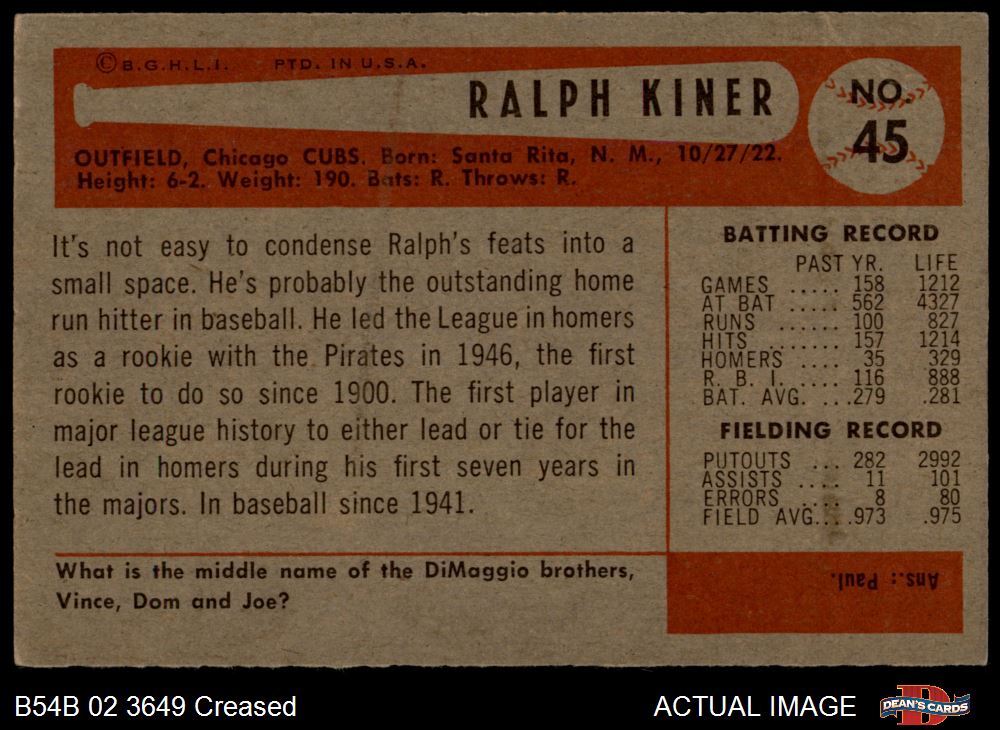 © B.G.H.L.I. PTD. IN U.S.A.
RALPH KINER
NO.
45
OUTFIELD, Chicago CUBS. Born: Santa Rita, N. M., 10/27/22.
Height: 6-2. Weight: 190. Bats: R. Throws: R.
It's not easy to condense Ralph's feats into a
small space. He's probably the outstanding home
run hitter in baseball. He led the League in homers
as a rookie with the Pirates in 1946, the first
rookie to do so since 1900. The first player in
major league history to either lead or tie for the
lead in homers during his first seven years in
the majors. In baseball since 1941.
BATTING RECORD
PAST YR. LIFE
GAMES ..... 158 1212
AT BAT ..... 562 4327
RUNS ...... 100 827
HITS ....... 157 1214
HOMERS ..... 35 329
R. B. I. .... 116 888
BAT. AVG. ...279 .281
FIELDING RECORD
PUTOUTS ... 282 2992
ASSISTS .... 11 101
ERRORS .... 8 80
FIELD AVG....973 .975
What is the middle name of the DiMaggio brothers,
Vince, Dom and Joe?
Ans.: Paul.
B54B 02 3649 Creased
ACTUAL IMAGE
D
DEAN'S CARDS